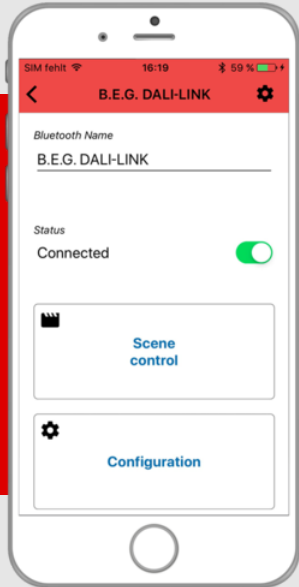 SIM fehlt 16:19 59 %
B.E.G. DALI-LINK
Bluetooth Name
B.E.G. DALI-LINK
Status
Connected
Scene
control
Configuration